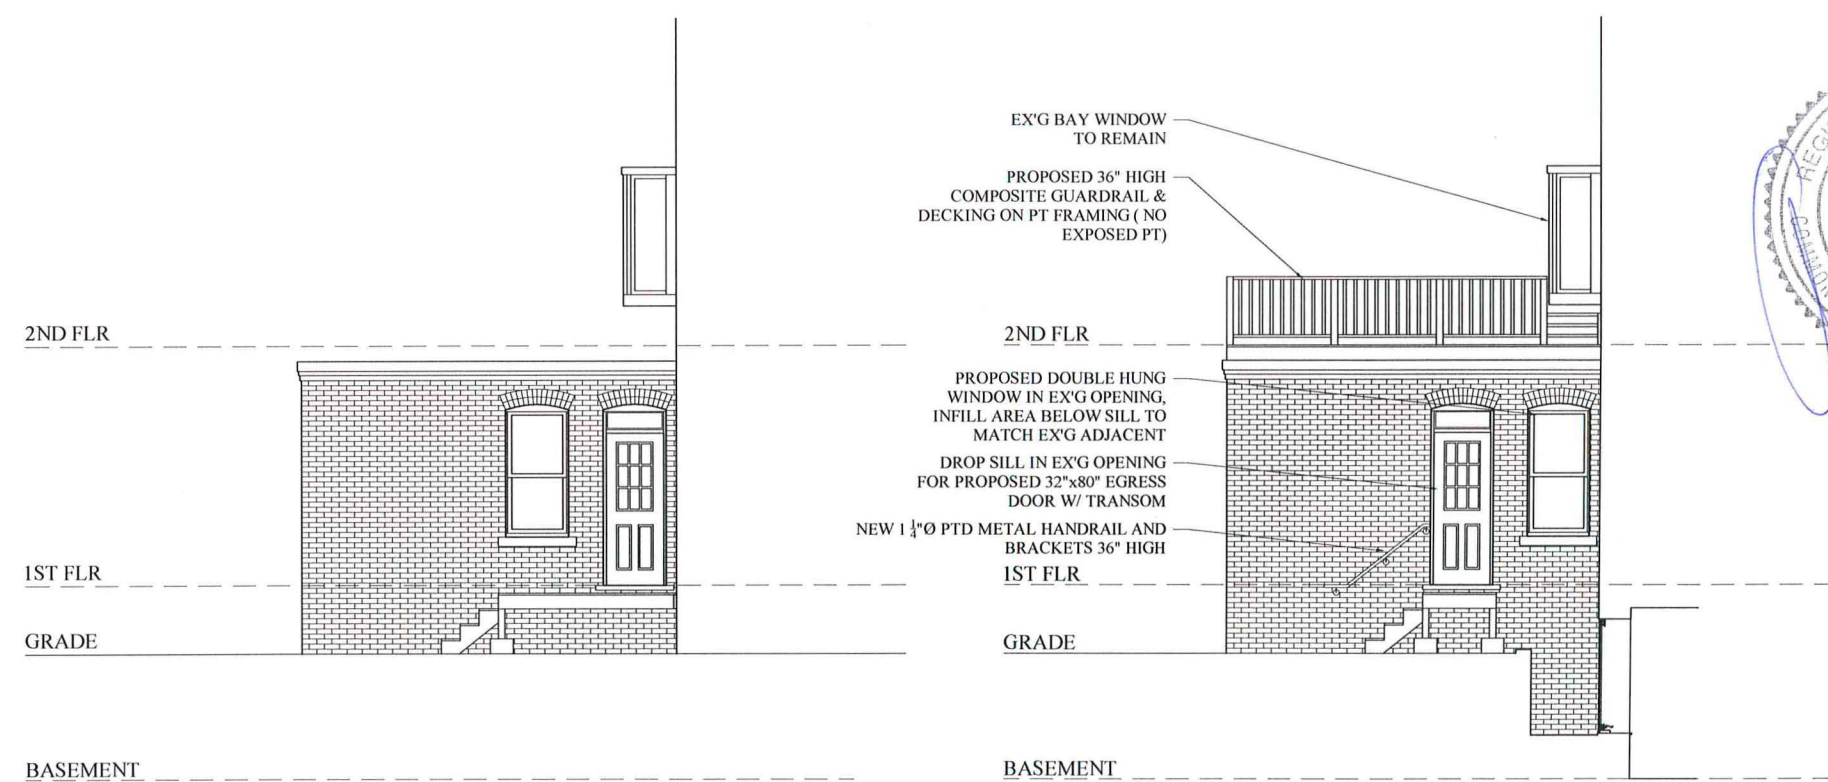 2ND FLR
1ST FLR
GRADE
BASEMENT
EX'G BAY WINDOW
TO REMAIN
PROPOSED 36" HIGH
COMPOSITE GUARDRAIL &
DECKING ON PT FRAMING ( NO
EXPOSED PT)
2ND FLR
PROPOSED DOUBLE HUNG
WINDOW IN EX'G OPENING,
INFILL AREA BELOW SILL TO
MATCH EX'G ADJACENT
DROP SILL IN EX'G OPENING
FOR PROPOSED 32"x80" EGRESS
DOOR W/ TRANSOM
NEW 1 1/4"Ø PTD METAL HANDRAIL AND
BRACKETS 36" HIGH
1ST FLR
GRADE
BASEMENT